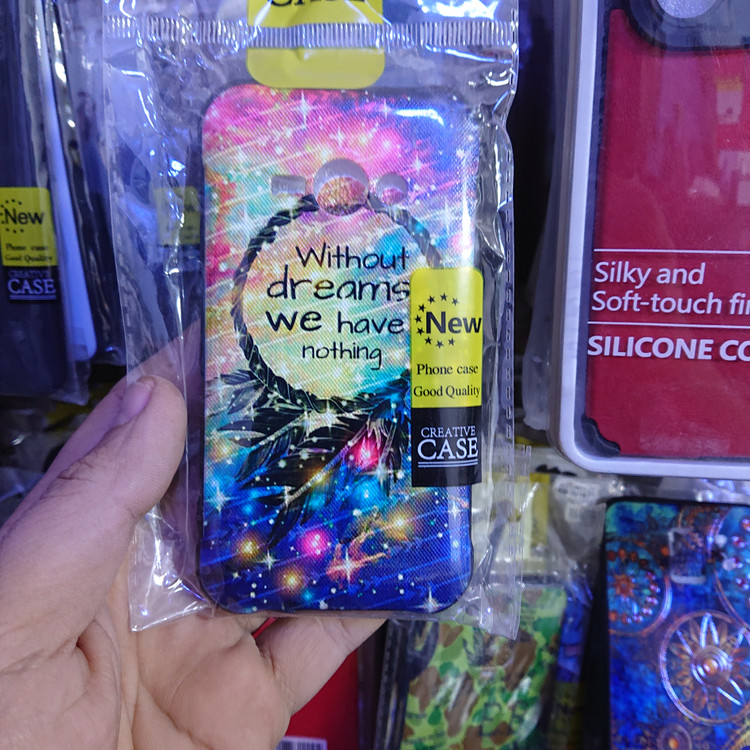 CASE
Without
dreams
we have
nothing
New
Phone case
Good Quality
CREATIVE
CASE
New
Phone case
Good Quality
CREATIVE
CASE
Silky and
Soft-touch fi
SILICONE CO